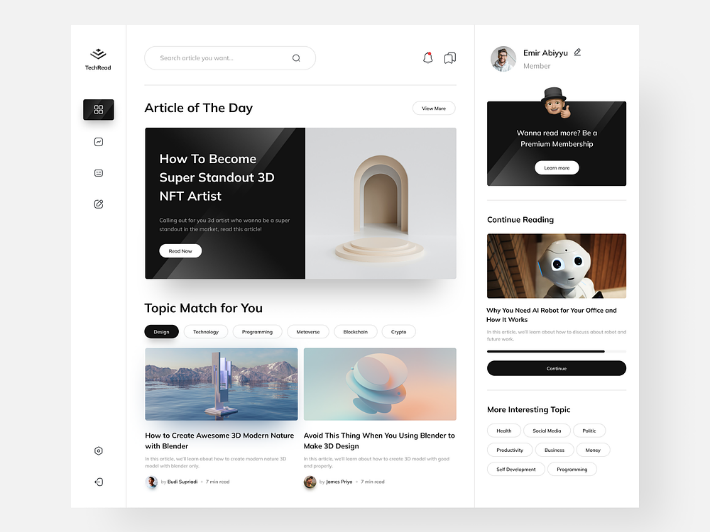 TechRead
Search article you want...
Article of The Day
View More
How To Become
Super Standout 3D
NFT Artist
Calling out for you 3d artist who wanna be a super
standout in the market, read this article!
Read Now
Topic Match for You
Design
Technology
Programming
Metaverse
Blockchain
Crypto
How to Create Awesome 3D Modern Nature
with Blender
In this article, we'll learn about how to create modern nature 3D
with blender only.
by Budi Supriadi • 7 min read
Avoid This Thing When You Using Blender to
Make 3D Design
In this article, we'll learn about how to create 3D model with good
and properly.
by James Priyo • 7 min read
Emir Abiyyu
Member
Wanna read more? Be a
Premium Membership
Learn more
Continue Reading
Why You Need AI Robot for Your Office and
How It Works
In this article, we'll learn about how to discuss about robot and
future work.
Continue
More Interesting Topic
Health
Social Media
Politic
Productivity
Business
Money
Self Development
Programming